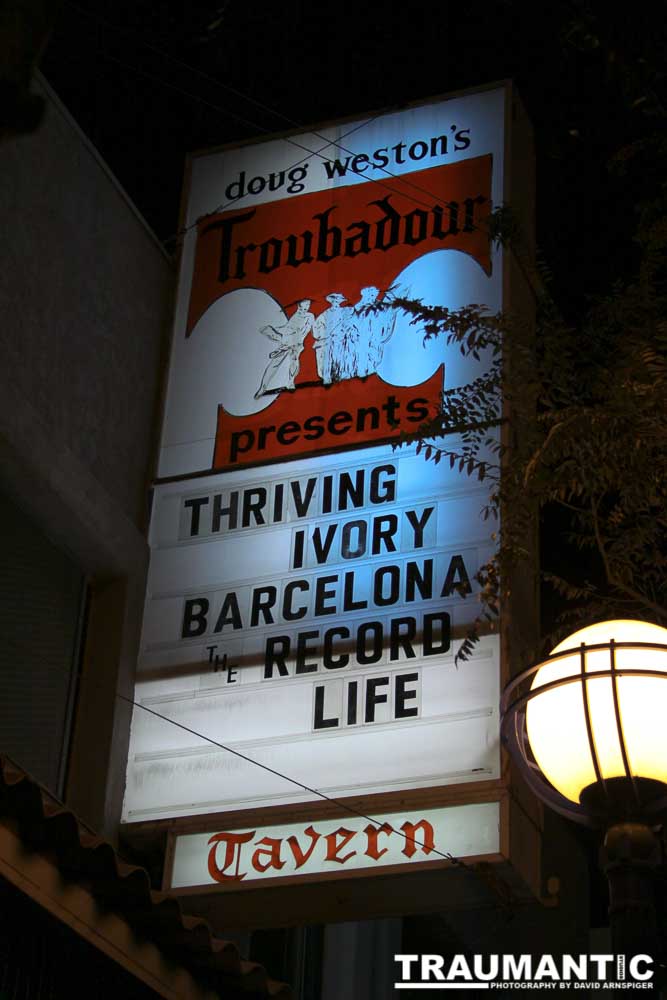 doug weston's
Troubadour
presents
THRIVING
IVORY
BARCELONA
THE RECORD
LIFE
Tavern
TRAUMANTIC
PHOTOGRAPHY BY DAVID ARNSPIGER